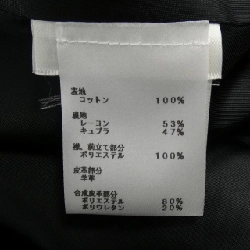 表地
コットン 100%
裏地
レーヨン 53%
キュプラ 47%
襟、前立て部分
ポリエステル 100%
皮革部分
羊革
合成皮革部分
ポリエステル 80%
ポリウレタン 20%